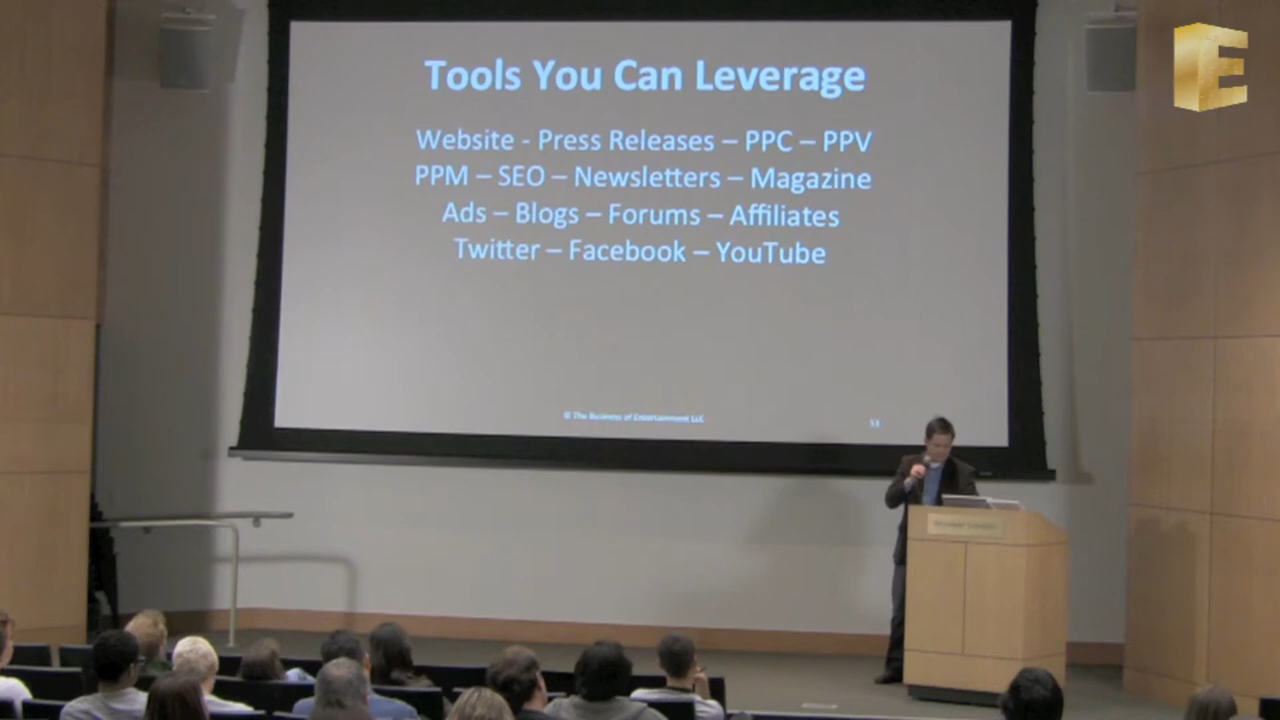 E
Tools You Can Leverage
Website - Press Releases – PPC – PPV
PPM – SEO – Newsletters – Magazine
Ads – Blogs – Forums – Affiliates
Twitter – Facebook – YouTube
© The Business of Entertainment LLC